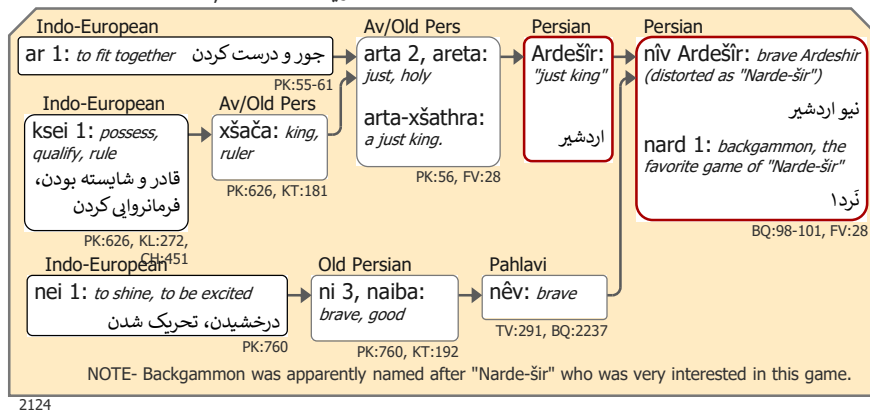 Indo-European
ar 1: to fit together جور و درست کردن
PK:55-61
Indo-European
ksei 1: possess,
qualify, rule
قادر و شایسته بودن،
فرمانروایی کردن
PK:626, KL:272,
CH:451
Av/Old Pers
xšača: king,
ruler
PK:626, KT:181
Av/Old Pers
arta 2, areta:
just, holy
arta-xšathra:
a just king.
PK:56, FV:28
Persian
Ardešîr:
"just king"
اردشیر
Persian
nîv Ardešîr: brave Ardeshir
(distorted as "Narde-šir")
نیو اردشیر
nard 1: backgammon, the
favorite game of "Narde-šir"
نَرد۱
BQ:98-101, FV:28
Indo-European
nei 1: to shine, to be excited
درخشیدن، تحریک شدن
PK:760
Old Persian
ni 3, naiba:
brave, good
PK:760, KT:192
Pahlavi
nêv: brave
TV:291, BQ:2237
NOTE- Backgammon was apparently named after "Narde-šir" who was very interested in this game.
2124